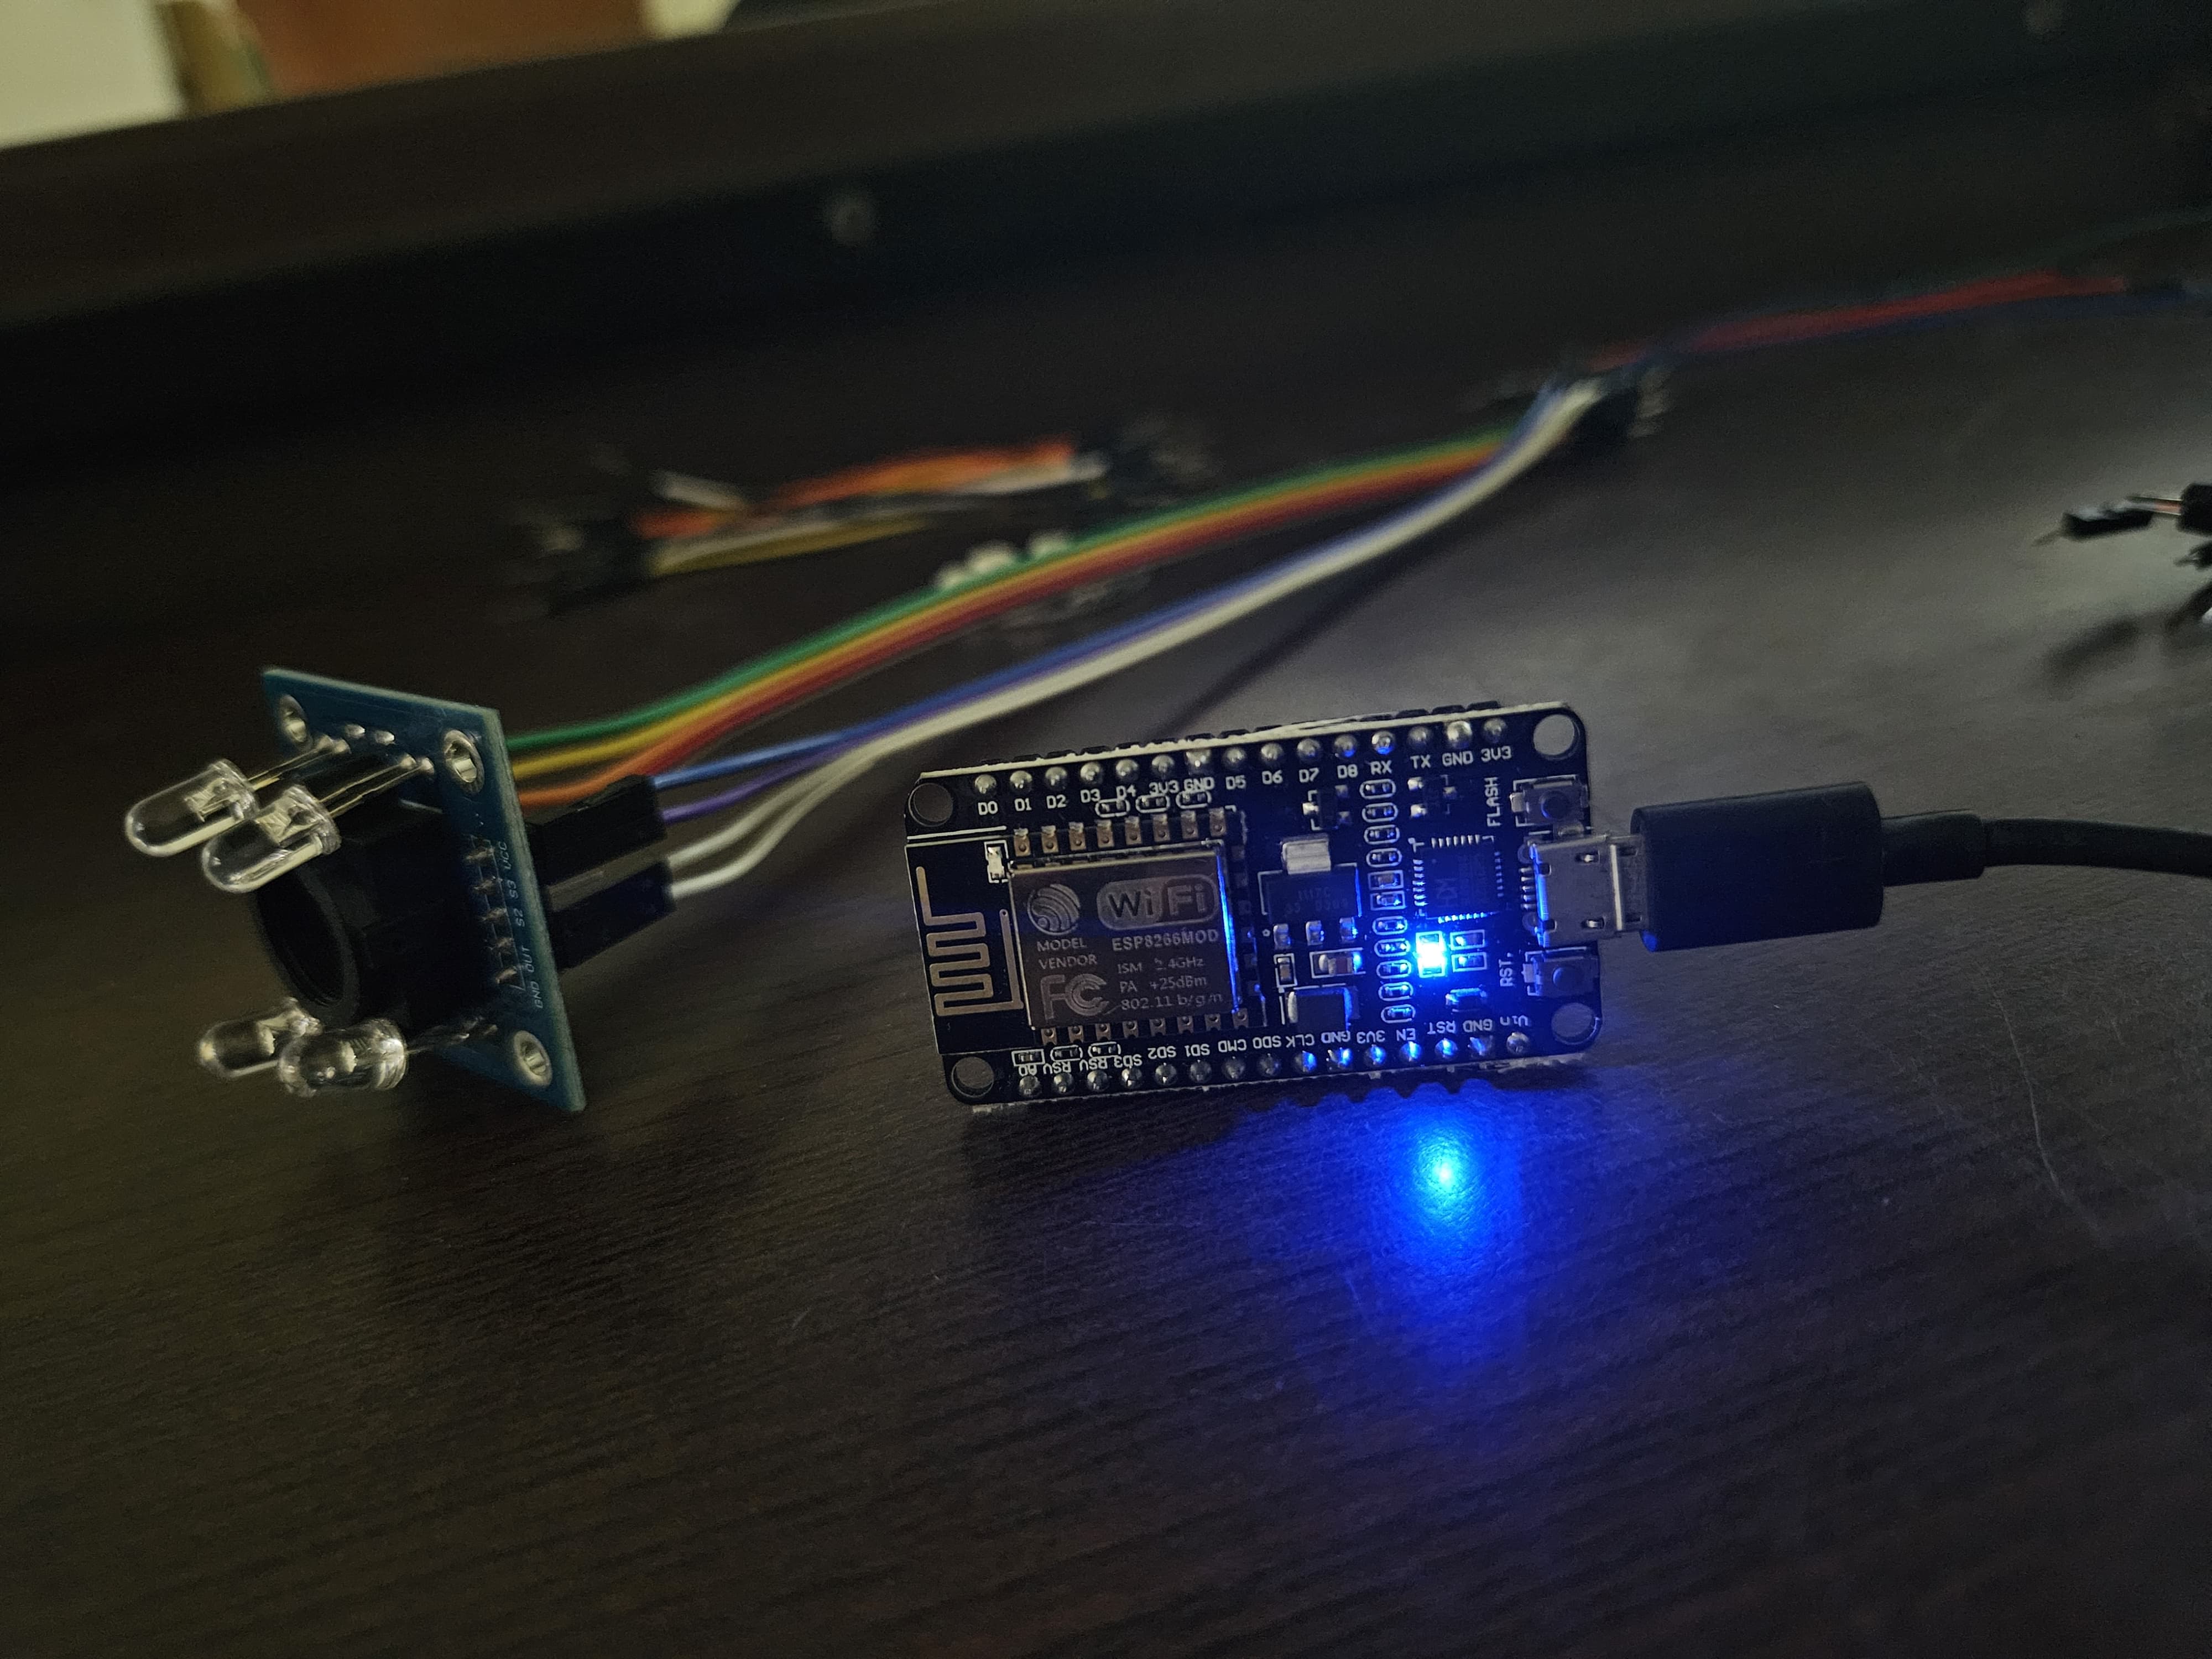 D0 D1 D2 D3 D4 3V3 GND D5 D6 D7 D8 RX TX GND 3V3
FLASH
WiFi
MODEL ESP8266MOD
VENDOR ISM 2.4GHz
PA +25dBm
FC 802.11 b/g/n
RST
A0 RSV RSV SD3 SD2 SD1 CMD SD0 CLK GND 3V3 EN RST GND Vin
VCC
S3
S2
OUT
GND